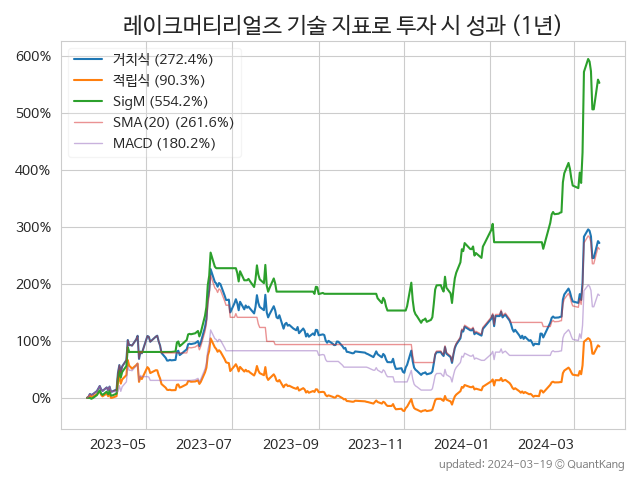 레이크머티리얼즈 기술 지표로 투자 시 성과 (1년)
거치식 (272.4%)
적립식 (90.3%)
SigM (554.2%)
SMA(20) (261.6%)
MACD (180.2%)
600%
500%
400%
300%
200%
100%
0%
2023-05 2023-07 2023-09 2023-11 2024-01 2024-03
updated: 2024-03-19 @ QuantKang